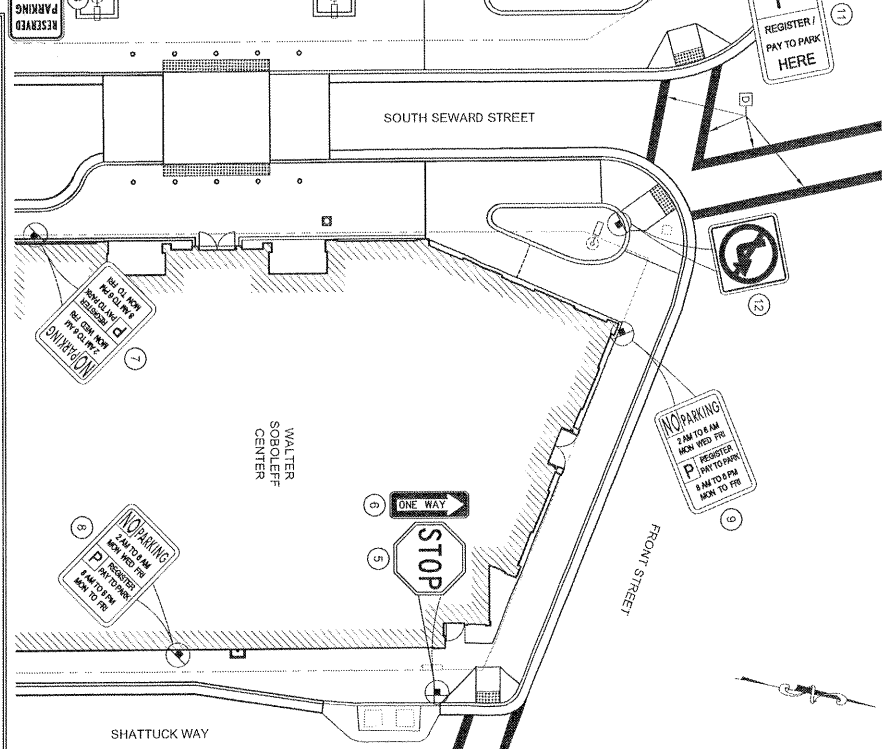 RESERVED
PARKING
REGISTER /
PAY TO PARK
HERE
11
SOUTH SEWARD STREET
D
12
NO PARKING
2 AM TO 6 AM
MON WED FRI
P
REGISTER
PAY TO PARK
8 AM TO 6 PM
MON TO FRI
7
NO PARKING
2 AM TO 6 AM
MON WED FRI
P
REGISTER
PAY TO PARK
8 AM TO 6 PM
MON TO FRI
9
WALTER
SOBOLEFF
CENTER
6
ONE WAY
5
STOP
8
NO PARKING
2 AM TO 6 AM
MON WED FRI
P
REGISTER
PAY TO PARK
8 AM TO 6 PM
MON TO FRI
FRONT STREET
SHATTUCK WAY